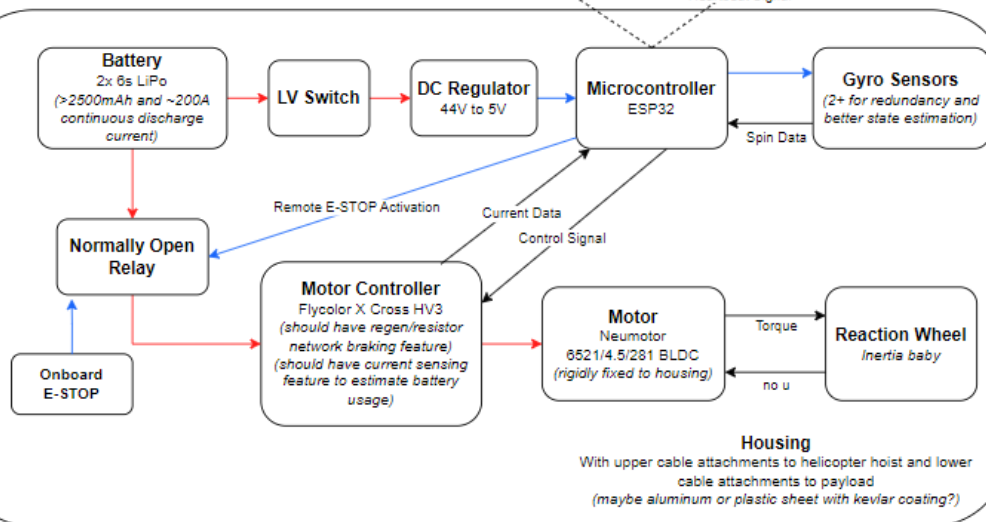 Battery
2x 6s LiPo
(>2500mAh and ~200A
continuous discharge
current)
LV Switch
DC Regulator
44V to 5V
Microcontroller
ESP32
Gyro Sensors
(2+ for redundancy and
better state estimation)
Spin Data
Remote E-STOP Activation
Current Data
Control Signal
Normally Open
Relay
Motor Controller
Flycolor X Cross HV3
(should have regen/resistor
network braking feature)
(should have current sensing
feature to estimate battery
usage)
Motor
Neumotor
6521/4.5/281 BLDC
(rigidly fixed to housing)
Torque
no u
Reaction Wheel
Inertia baby
Onboard
E-STOP
Housing
With upper cable attachments to helicopter hoist and lower
cable attachments to payload
(maybe aluminum or plastic sheet with kevlar coating?)